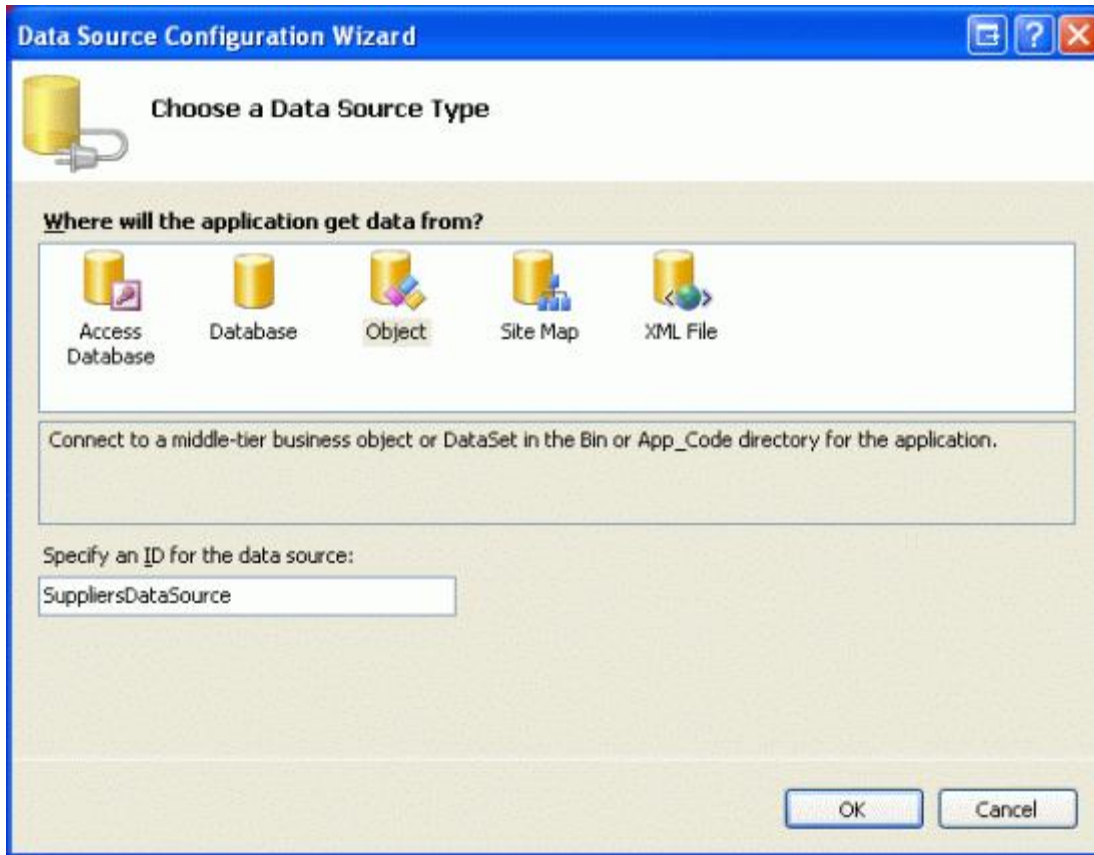 Data Source Configuration Wizard
Choose a Data Source Type
Where will the application get data from?
Access
Database
Database
Object
Site Map
XML File
Connect to a middle-tier business object or DataSet in the Bin or App_Code directory for the application.
Specify an ID for the data source:
SuppliersDataSource
OK
Cancel